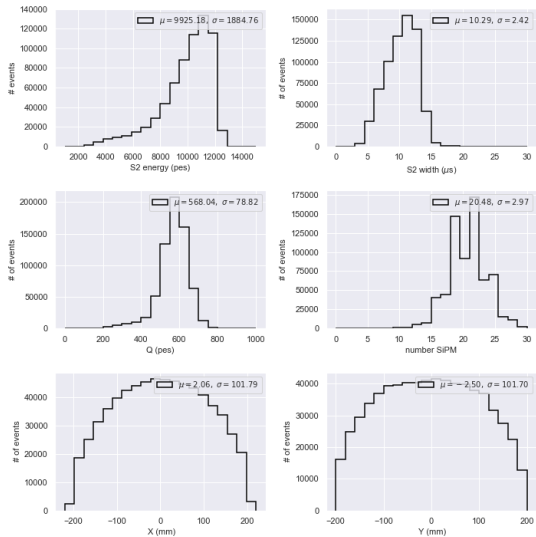 140000
120000
100000
80000
60000
40000
20000
0
2000 4000 6000 8000 10000 12000 14000
# of events
S2 energy (pes)
μ=9925.18, σ=1884.76
150000
125000
100000
75000
50000
25000
0
0 5 10 15 20 25 30
# of events
S2 width (μs)
μ=10.29, σ=2.42
200000
150000
100000
50000
0
0 200 400 600 800 1000
# of events
Q (pes)
μ=568.04, σ=78.82
175000
150000
125000
100000
75000
50000
25000
0
0 5 10 15 20 25 30
# of events
number SiPM
μ=20.48, σ=2.97
40000
30000
20000
10000
0
−200 −100 0 100 200
# of events
X (mm)
μ=2.06, σ=101.79
40000
30000
20000
10000
0
−200 −100 0 100 200
# of events
Y (mm)
μ=−2.50, σ=101.70